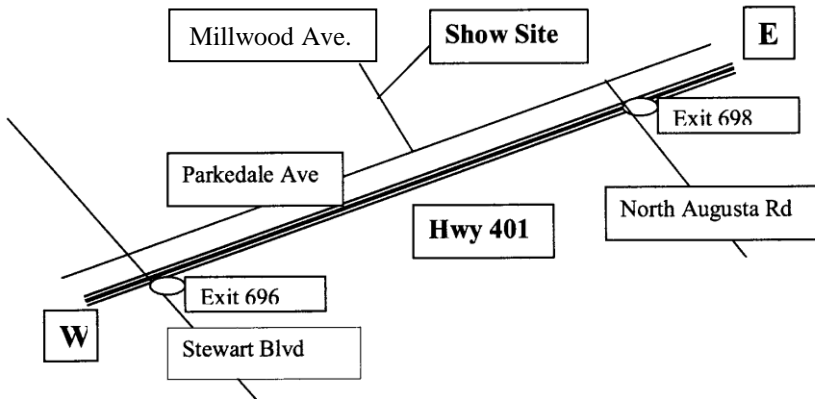 Millwood Ave.
Show Site
E
Exit 698
Parkedale Ave
North Augusta Rd
Hwy 401
Exit 696
W
Stewart Blvd